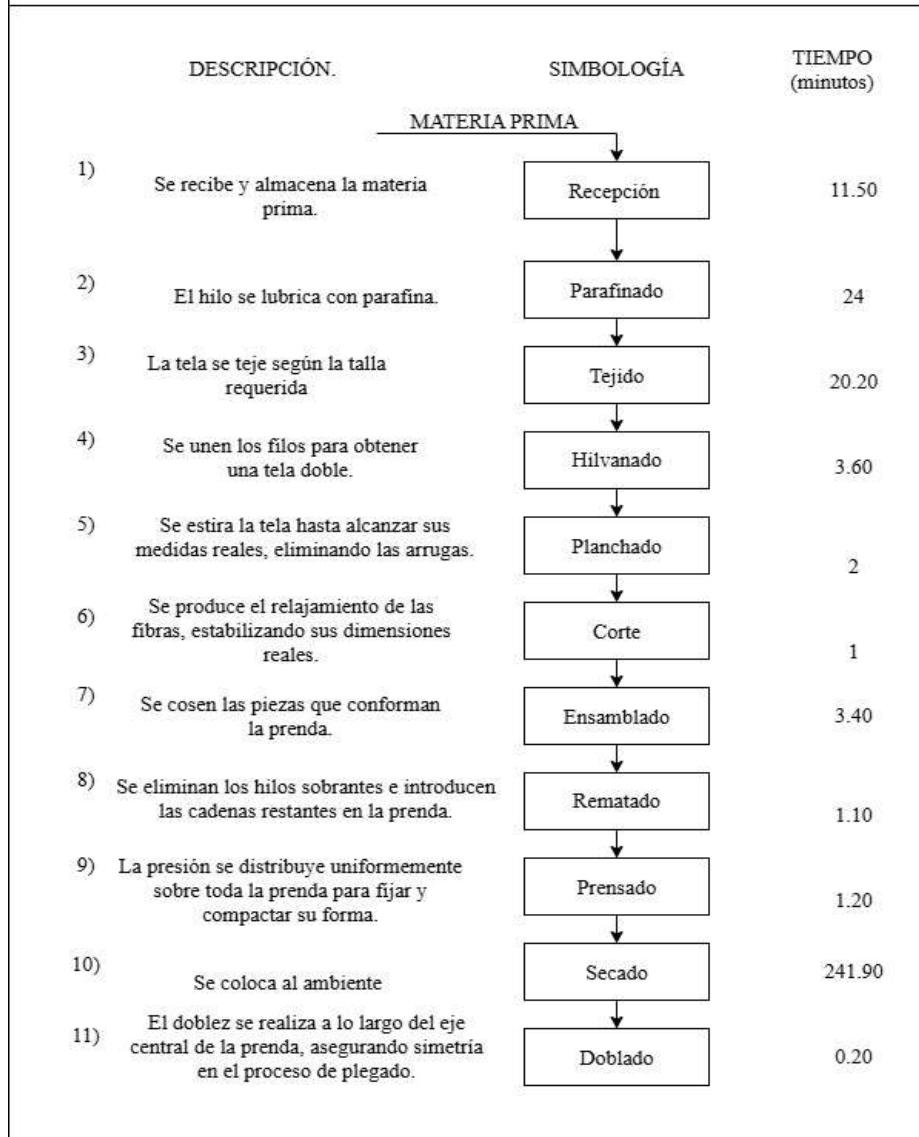 DESCRIPCIÓN.
SIMBOLOGÍA
TIEMPO
(minutos)
MATERIA PRIMA
1)
Se recibe y almacena la materia
prima.
Recepción
11.50
2)
El hilo se lubrica con parafina.
Parafinado
24
3)
La tela se teje según la talla
requerida
Tejido
20.20
4)
Se unen los filos para obtener
una tela doble.
Hilvanado
3.60
5)
Se estira la tela hasta alcanzar sus
medidas reales, eliminando las arrugas.
Planchado
2
6)
Se produce el relajamiento de las
fibras, estabilizando sus dimensiones
reales.
Corte
1
7)
Se cosen las piezas que conforman
la prenda.
Ensamblado
3.40
8)
Se eliminan los hilos sobrantes e introducen
las cadenas restantes en la prenda.
Rematado
1.10
9)
La presión se distribuye uniformemente
sobre toda la prenda para fijar y
compactar su forma.
Prensado
1.20
10)
Se coloca al ambiente
Secado
241.90
11)
El doblez se realiza a lo largo del eje
central de la prenda, asegurando simetría
en el proceso de plegado.
Doblado
0.20